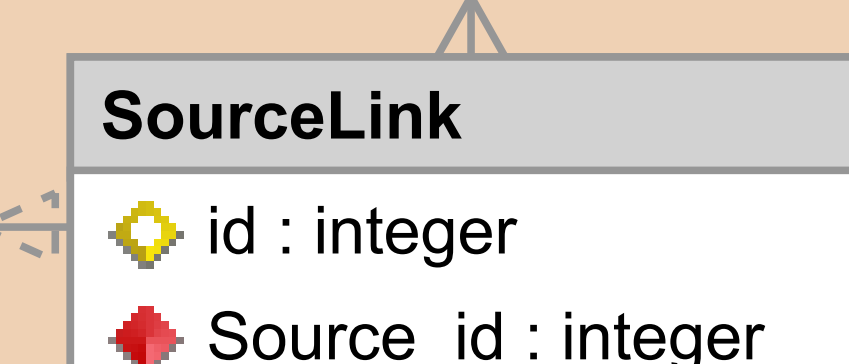 SourceLink
id : integer
Source_id : integer